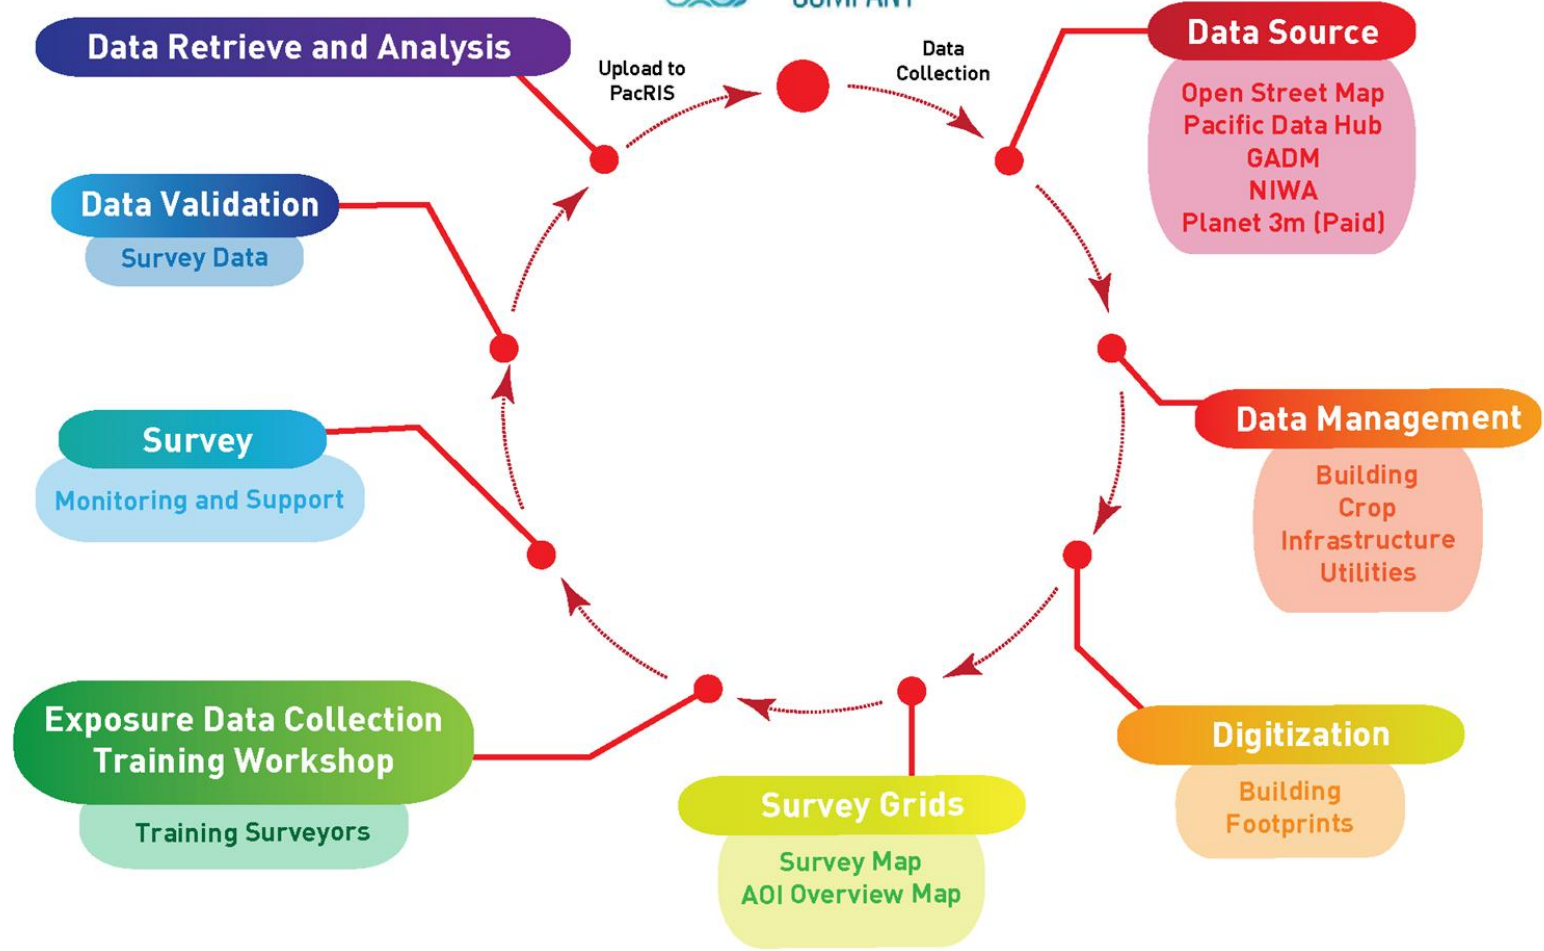 COMPANY
Data Retrieve and Analysis
Upload to
PacRIS
Data
Collection
Data Source
Open Street Map
Pacific Data Hub
GADM
NIWA
Planet 3m (Paid)
Data Validation
Survey Data
Data Management
Building
Crop
Infrastructure
Utilities
Survey
Monitoring and Support
Exposure Data Collection
Training Workshop
Training Surveyors
Survey Grids
Survey Map
AOI Overview Map
Digitization
Building
Footprints